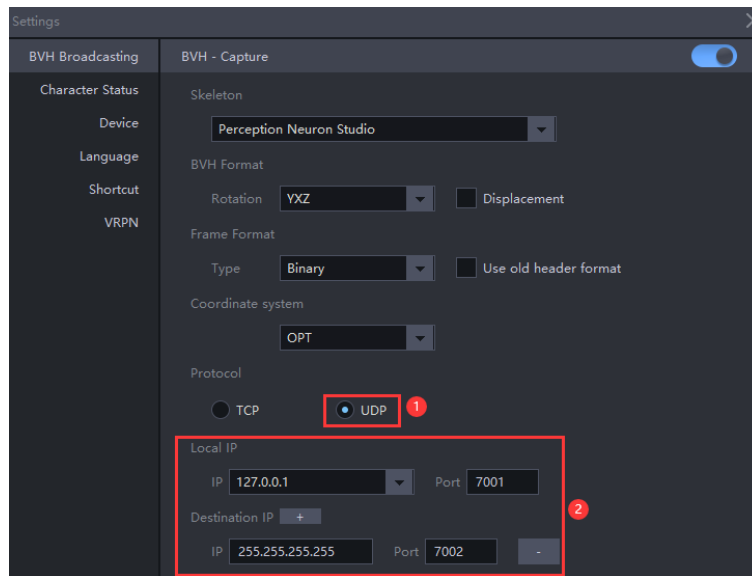 Settings
BVH Broadcasting
Character Status
Device
Language
Shortcut
VRPN
BVH - Capture
Skeleton
Perception Neuron Studio
BVH Format
Rotation YXZ Displacement
Frame Format
Type Binary Use old header format
Coordinate system
OPT
Protocol
TCP UDP 1
Local IP
IP 127.0.0.1 Port 7001
2
Destination IP +
IP 255.255.255.255 Port 7002 -